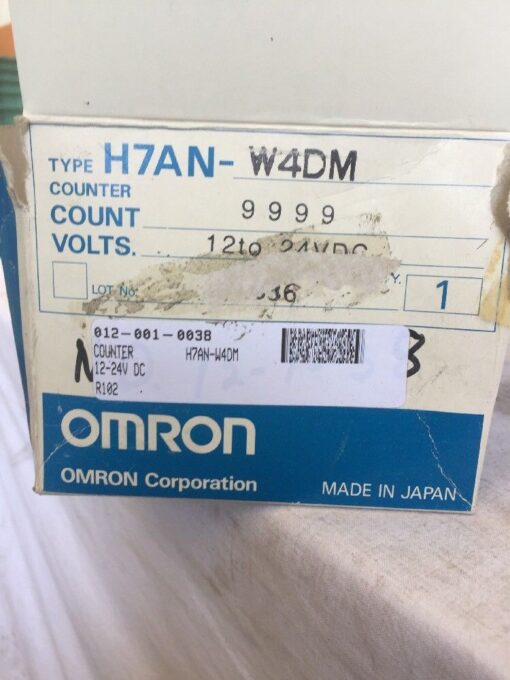 TYPE H7AN- W4DM
COUNTER
COUNT 9999
VOLTS. 12to 24VDC
LOT No. 1
012-001-0038
COUNTER H7AN-W4DM
12-24V DC
R102
OMRON
OMRON Corporation
MADE IN JAPAN